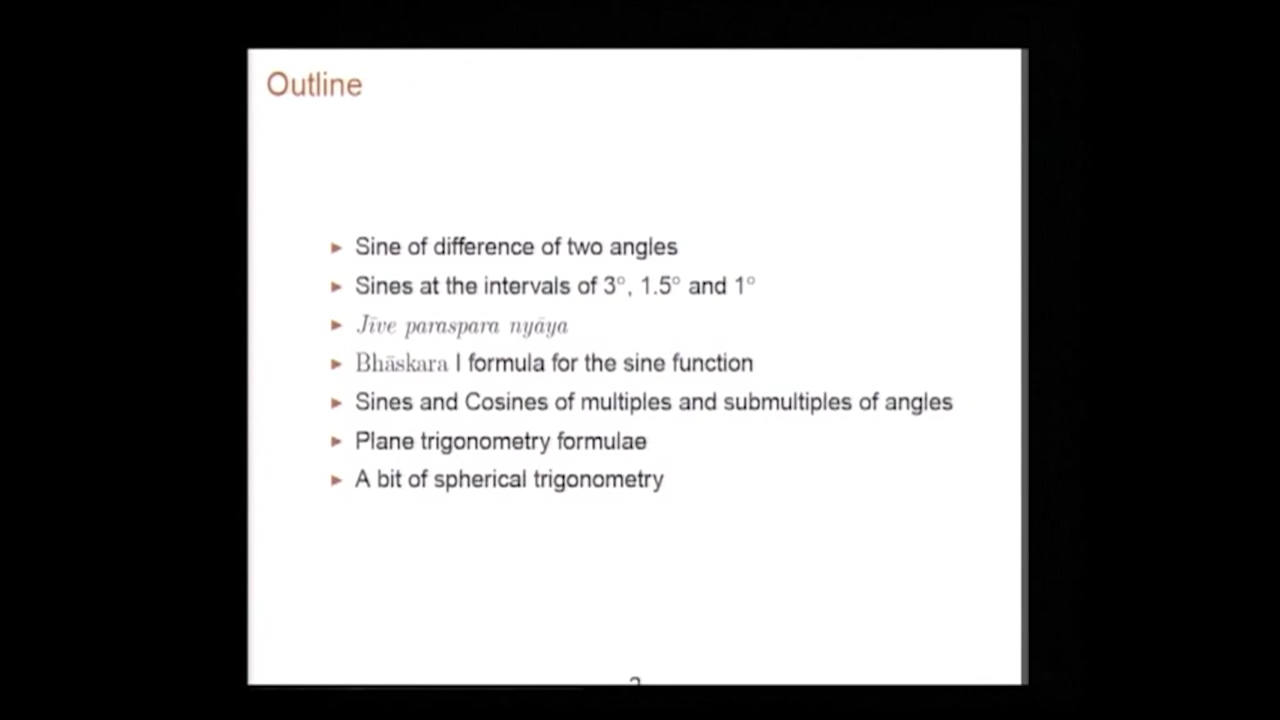 Outline
► Sine of difference of two angles
► Sines at the intervals of 3°, 1.5° and 1°
► Jīve paraspara nyāya
► Bhāskara I formula for the sine function
► Sines and Cosines of multiples and submultiples of angles
► Plane trigonometry formulae
► A bit of spherical trigonometry